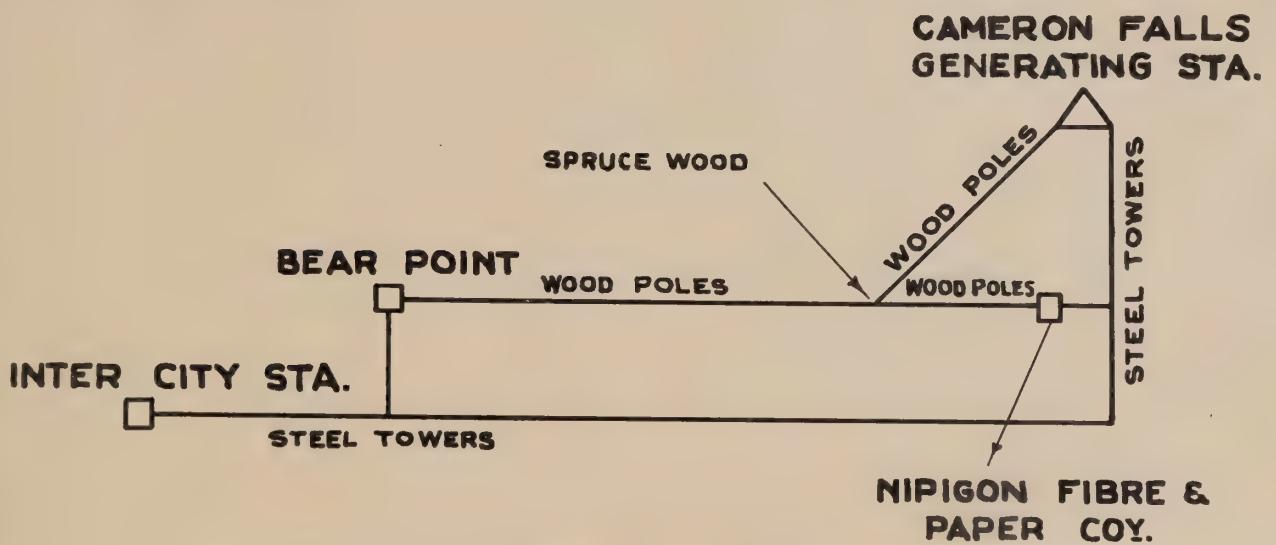 CAMERON FALLS
GENERATING STA.
SPRUCE WOOD
WOOD POLES
STEEL TOWERS
BEAR POINT
WOOD POLES
WOOD POLES
INTER CITY STA.
STEEL TOWERS
NIPIGON FIBRE &
PAPER COY.